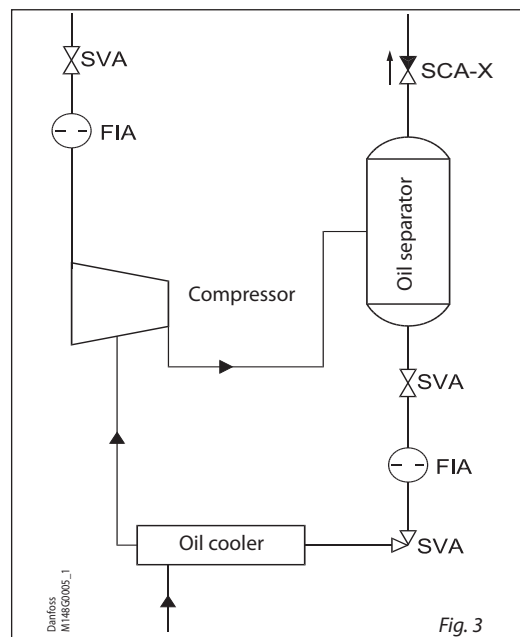 SVA
SCA-X
FIA
Oil separator
Compressor
SVA
FIA
Oil cooler
SVA
Danfoss
M148G0005_1
Fig. 3